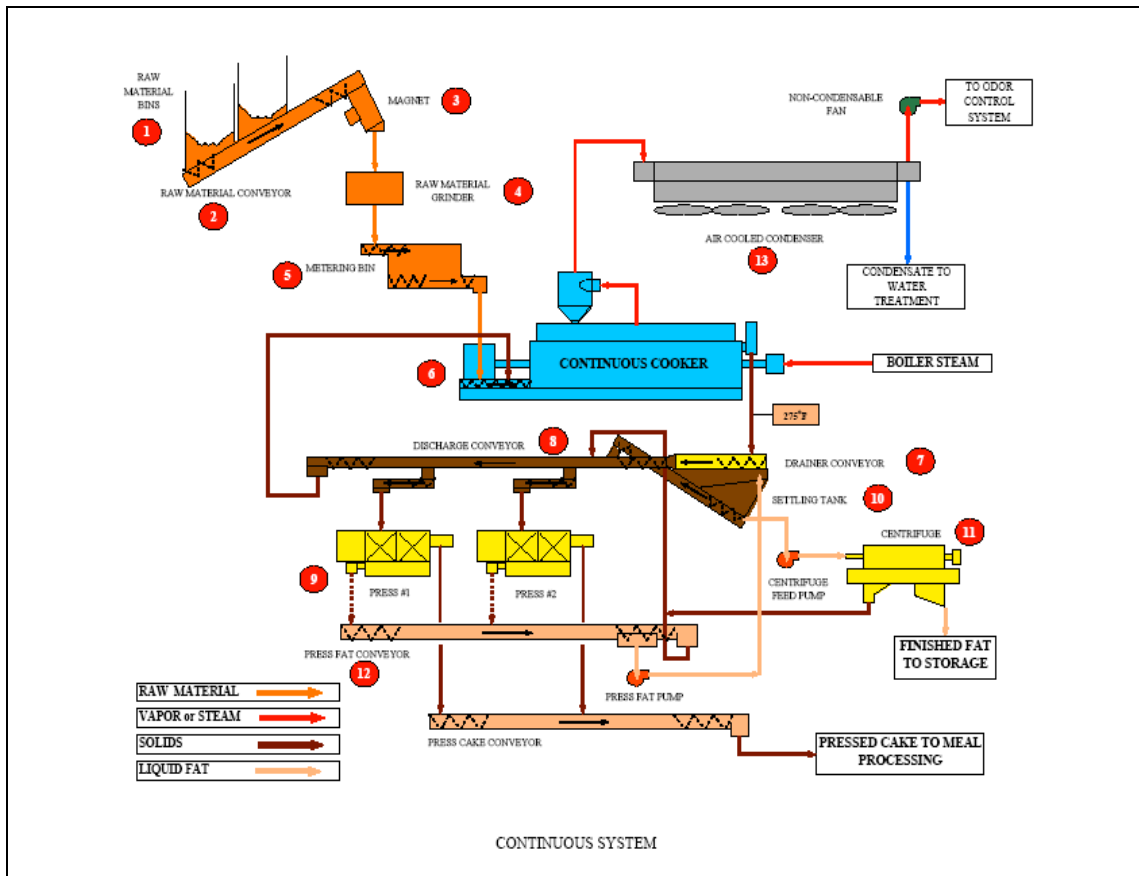 RAW
MATERIAL
BINS
1
MAGNET
3
RAW MATERIAL CONVEYOR
2
RAW MATERIAL
GRINDER
4
METERING BIN
5
NON-CONDENSABLE
FAN
TO ODOR
CONTROL
SYSTEM
AIR COOLED CONDENSER
13
CONDENSATE TO
WATER
TREATMENT
6
CONTINUOUS COOKER
BOILER STEAM
275°F
DISCHARGE CONVEYOR
8
DRAINER CONVEYOR
7
SETTLING TANK
10
CENTRIFUGE
11
CENTRIFUGE
FEED PUMP
9
PRESS #1
PRESS #2
FINISHED FAT
TO STORAGE
PRESS FAT CONVEYOR
12
PRESS FAT PUMP
RAW MATERIAL
VAPOR or STEAM
SOLIDS
LIQUID FAT
PRESS CAKE CONVEYOR
PRESSED CAKE TO MEAL
PROCESSING
CONTINUOUS SYSTEM